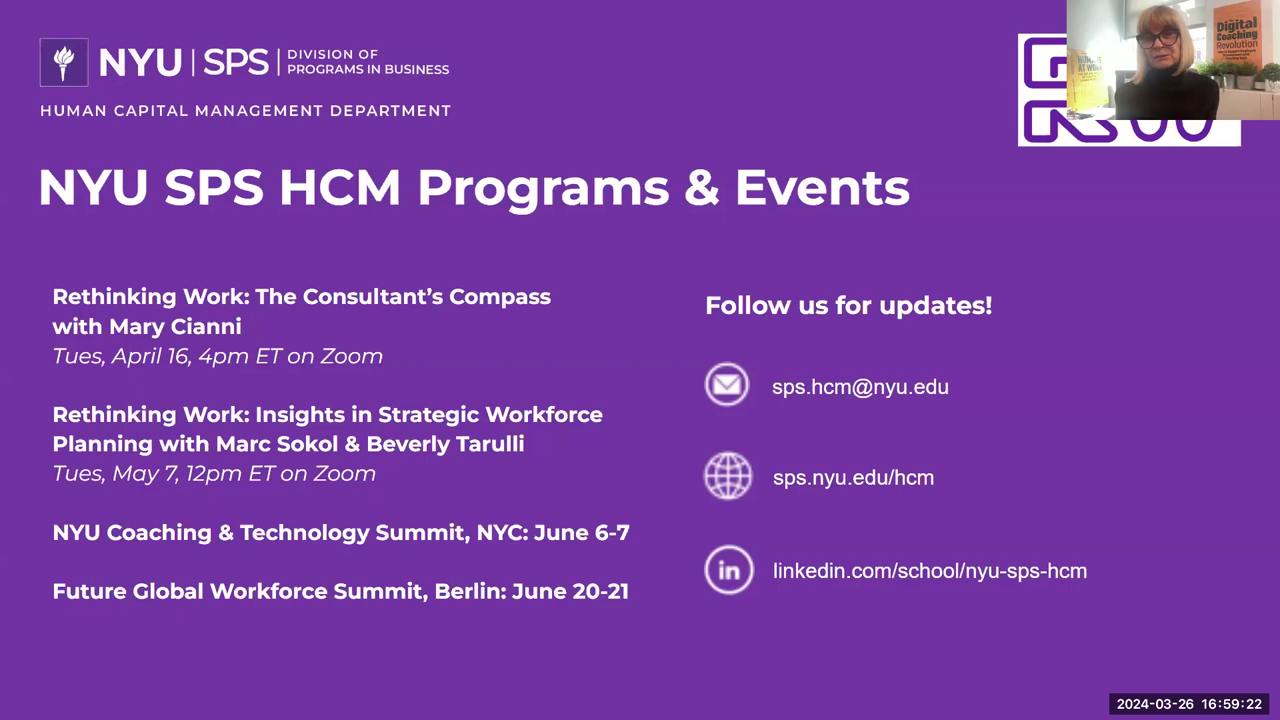 NYU | SPS | DIVISION OF
PROGRAMS IN BUSINESS
HUMAN CAPITAL MANAGEMENT DEPARTMENT
Digital
Coaching
Revolution
NYU SPS HCM Programs & Events
Rethinking Work: The Consultant's Compass
with Mary Cianni
Tues, April 16, 4pm ET on Zoom
Rethinking Work: Insights in Strategic Workforce
Planning with Marc Sokol & Beverly Tarulli
Tues, May 7, 12pm ET on Zoom
NYU Coaching & Technology Summit, NYC: June 6-7
Future Global Workforce Summit, Berlin: June 20-21
Follow us for updates!
sps.hcm@nyu.edu
sps.nyu.edu/hcm
in
linkedin.com/school/nyu-sps-hcm
2024-03-26 16:59:22